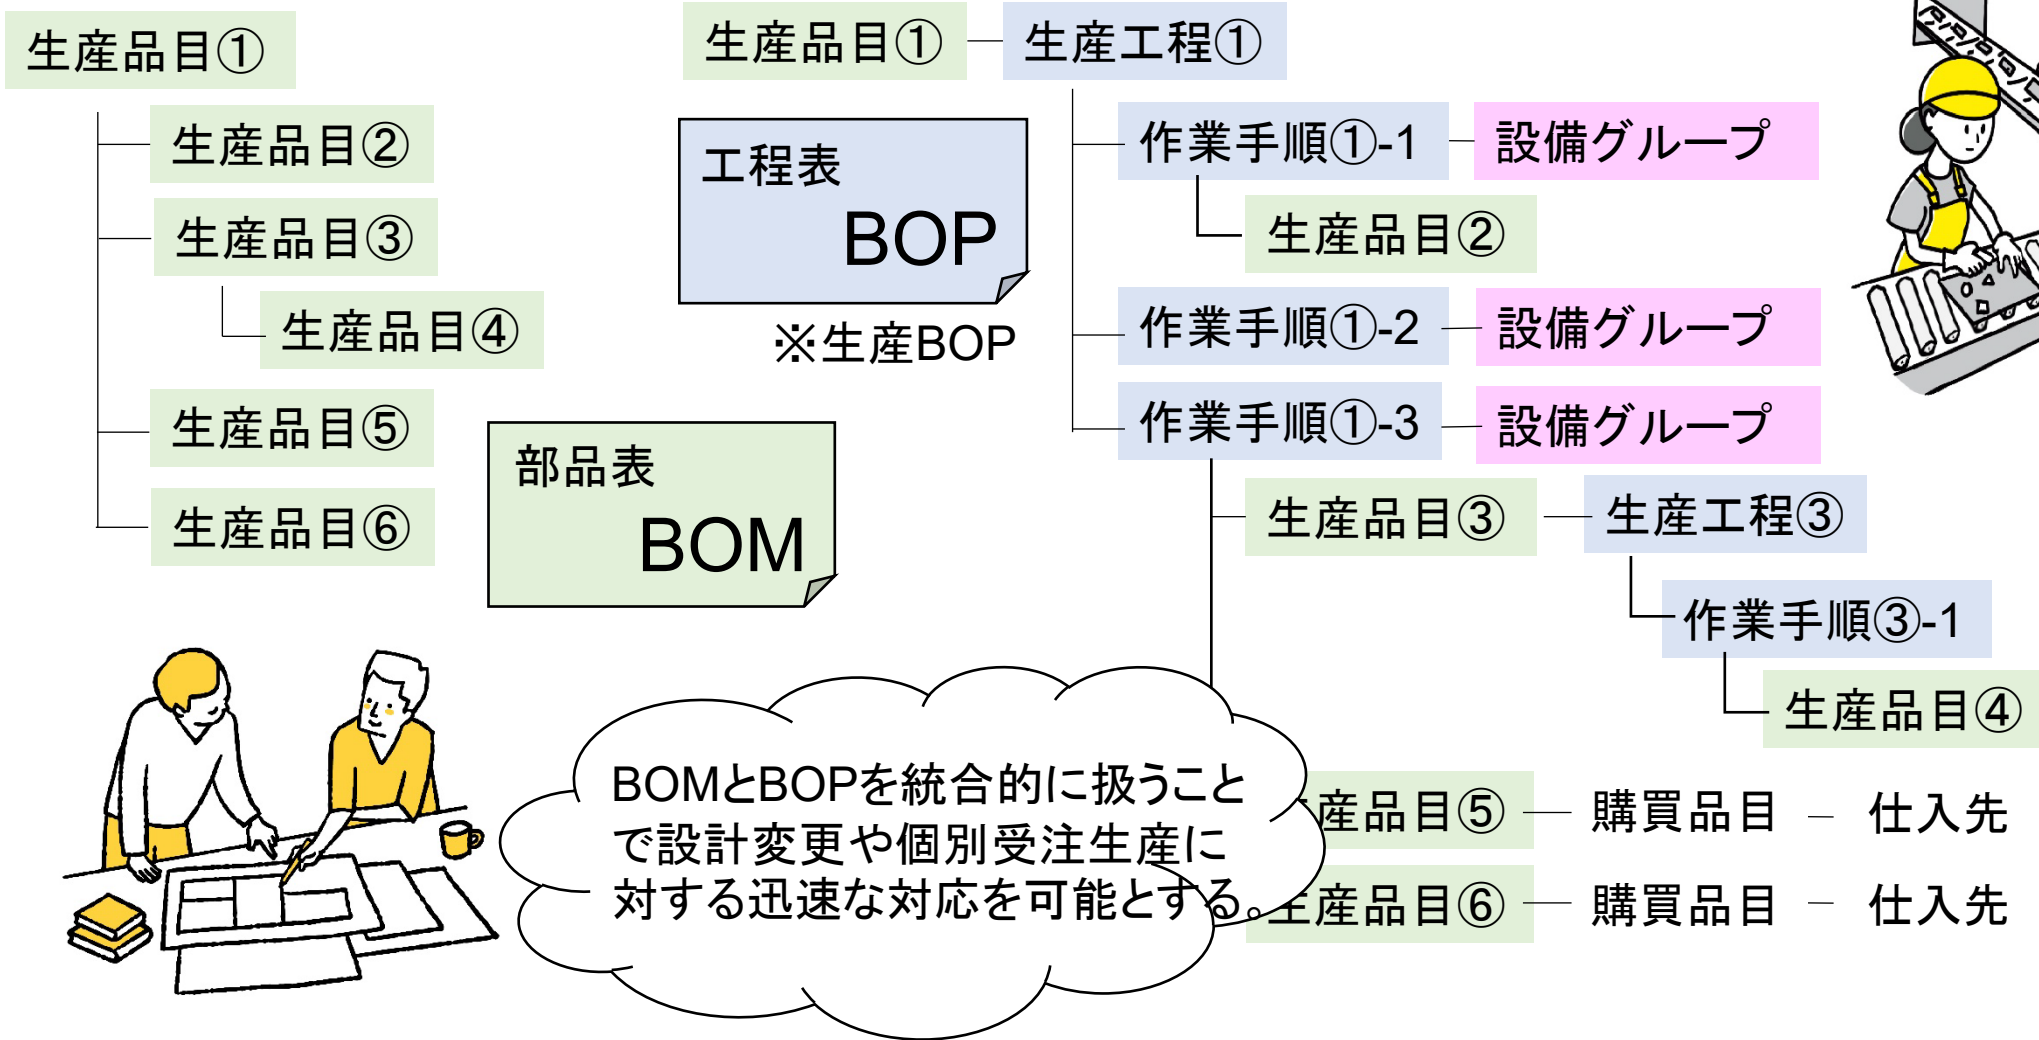 生産品目①
生産品目②
生産品目③
生産品目④
生産品目⑤
生産品目⑥
部品表
BOM
生産品目①
生産工程①
工程表
BOP
※生産BOP
作業手順①-1
設備グループ
生産品目②
作業手順①-2
設備グループ
作業手順①-3
設備グループ
生産品目③
生産工程③
作業手順③-1
生産品目④
産品目⑤
購買品目
仕入先
生産品目⑥
購買品目
仕入先
BOMとBOPを統合的に扱うこと
で設計変更や個別受注生産に
対する迅速な対応を可能とする。